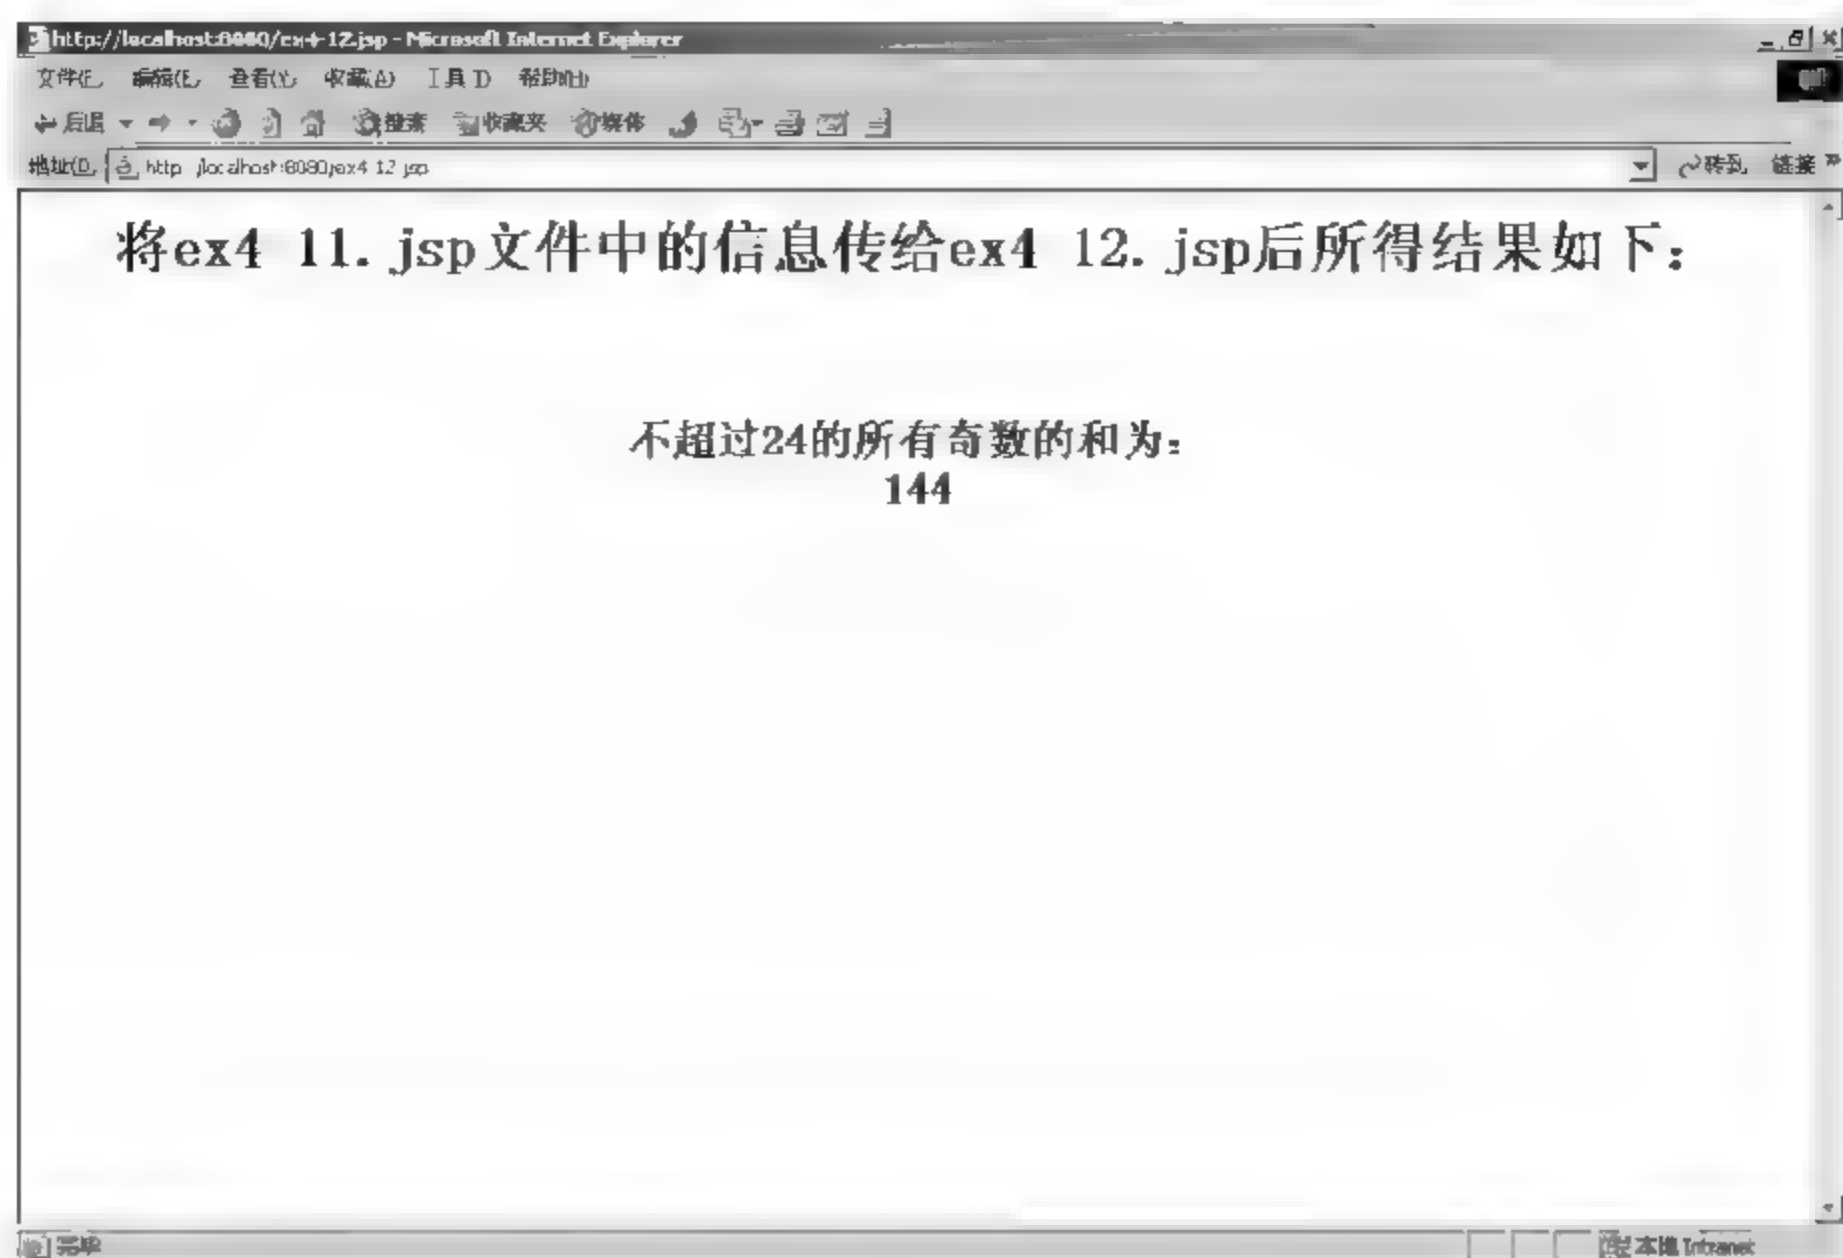 http://localhost:8080/ex4-12.jsp - Microsoft Internet Explorer
文件(F) 编辑(E) 查看(V) 收藏(A) 工具(T) 帮助(H)
后退 搜索 收藏夹 媒体
地址(D) http://localhost:8080/ex4-12.jsp 转到 链接 »
将ex4 11.jsp文件中的信息传给ex4 12.jsp后所得结果如下：
不超过24的所有奇数的和为：
144
完毕 本地 Intranet